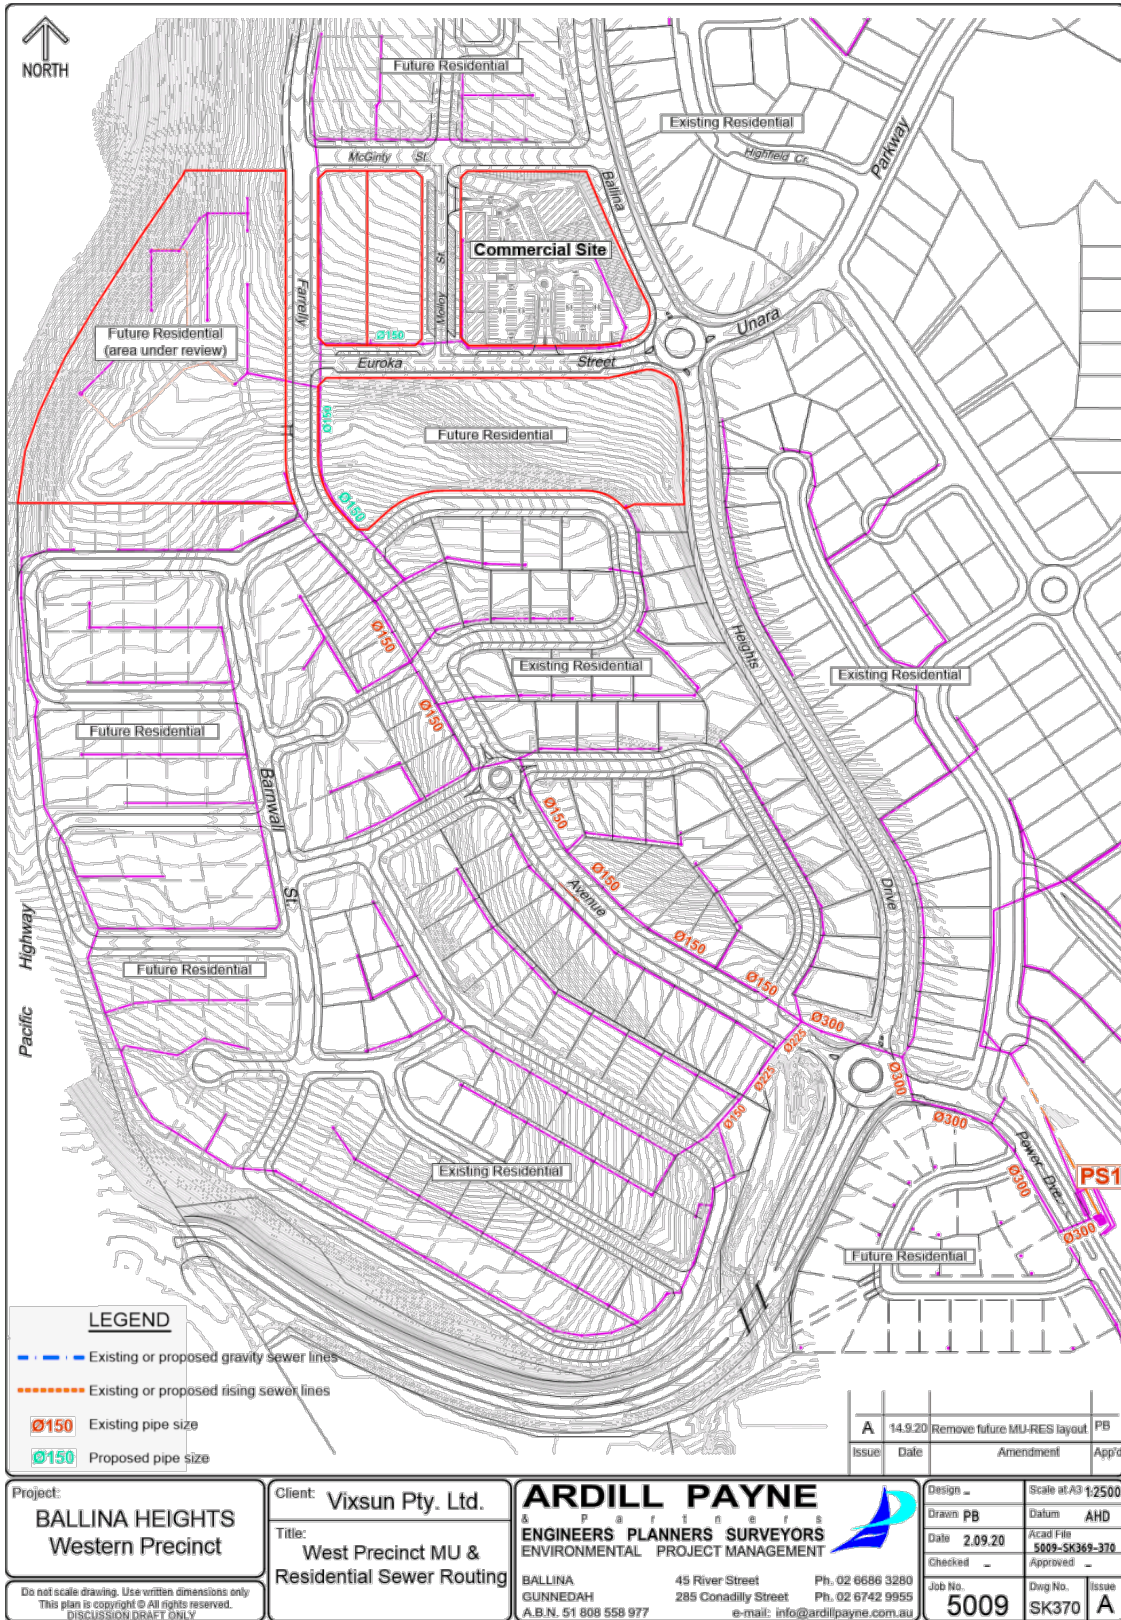 NORTH
Future Residential
Existing Residential
McGinty St.
Highfield Cr.
Parkway
Ballina
Commercial Site
Molloy St.
Farrelly
Future Residential
(area under review)
Ø150
Unara
Euroka Street
Ø150
Future Residential
Ø150
Ø150
Heights
Existing Residential
Existing Residential
Ø150
Future Residential
Barnwall St.
Ø150
Ø150
Avenue
Drive
Ø150
Pacific Highway
Future Residential
Ø150
Ø300
Ø225
Ø225
Ø300
Ø150
Ø300
Power Dve.
Existing Residential
Ø300
PS1
Ø300
Future Residential
LEGEND
Existing or proposed gravity sewer lines
Existing or proposed rising sewer lines
Ø150 Existing pipe size
Ø150 Proposed pipe size
A 14.9.20 Remove future MU-RES layout PB
Issue Date Amendment App'd
Project:
BALLINA HEIGHTS
Western Precinct
Do not scale drawing. Use written dimensions only
This plan is copyright © All rights reserved.
DISCUSSION DRAFT ONLY
Client: Vixsun Pty. Ltd.
Title:
West Precinct MU &
Residential Sewer Routing
ARDILL PAYNE
& Partners
ENGINEERS PLANNERS SURVEYORS
ENVIRONMENTAL PROJECT MANAGEMENT
BALLINA 45 River Street Ph. 02 6686 3280
GUNNEDAH 285 Conadilly Street Ph. 02 6742 9955
A.B.N. 51 808 558 977 e-mail: info@ardillpayne.com.au
Design - Scale at A3 1:2500
Drawn PB Datum AHD
Date 2.09.20 Acad File 5009-SK369-370
Checked - Approved -
Job No. 5009 Dwg No. SK370 Issue A